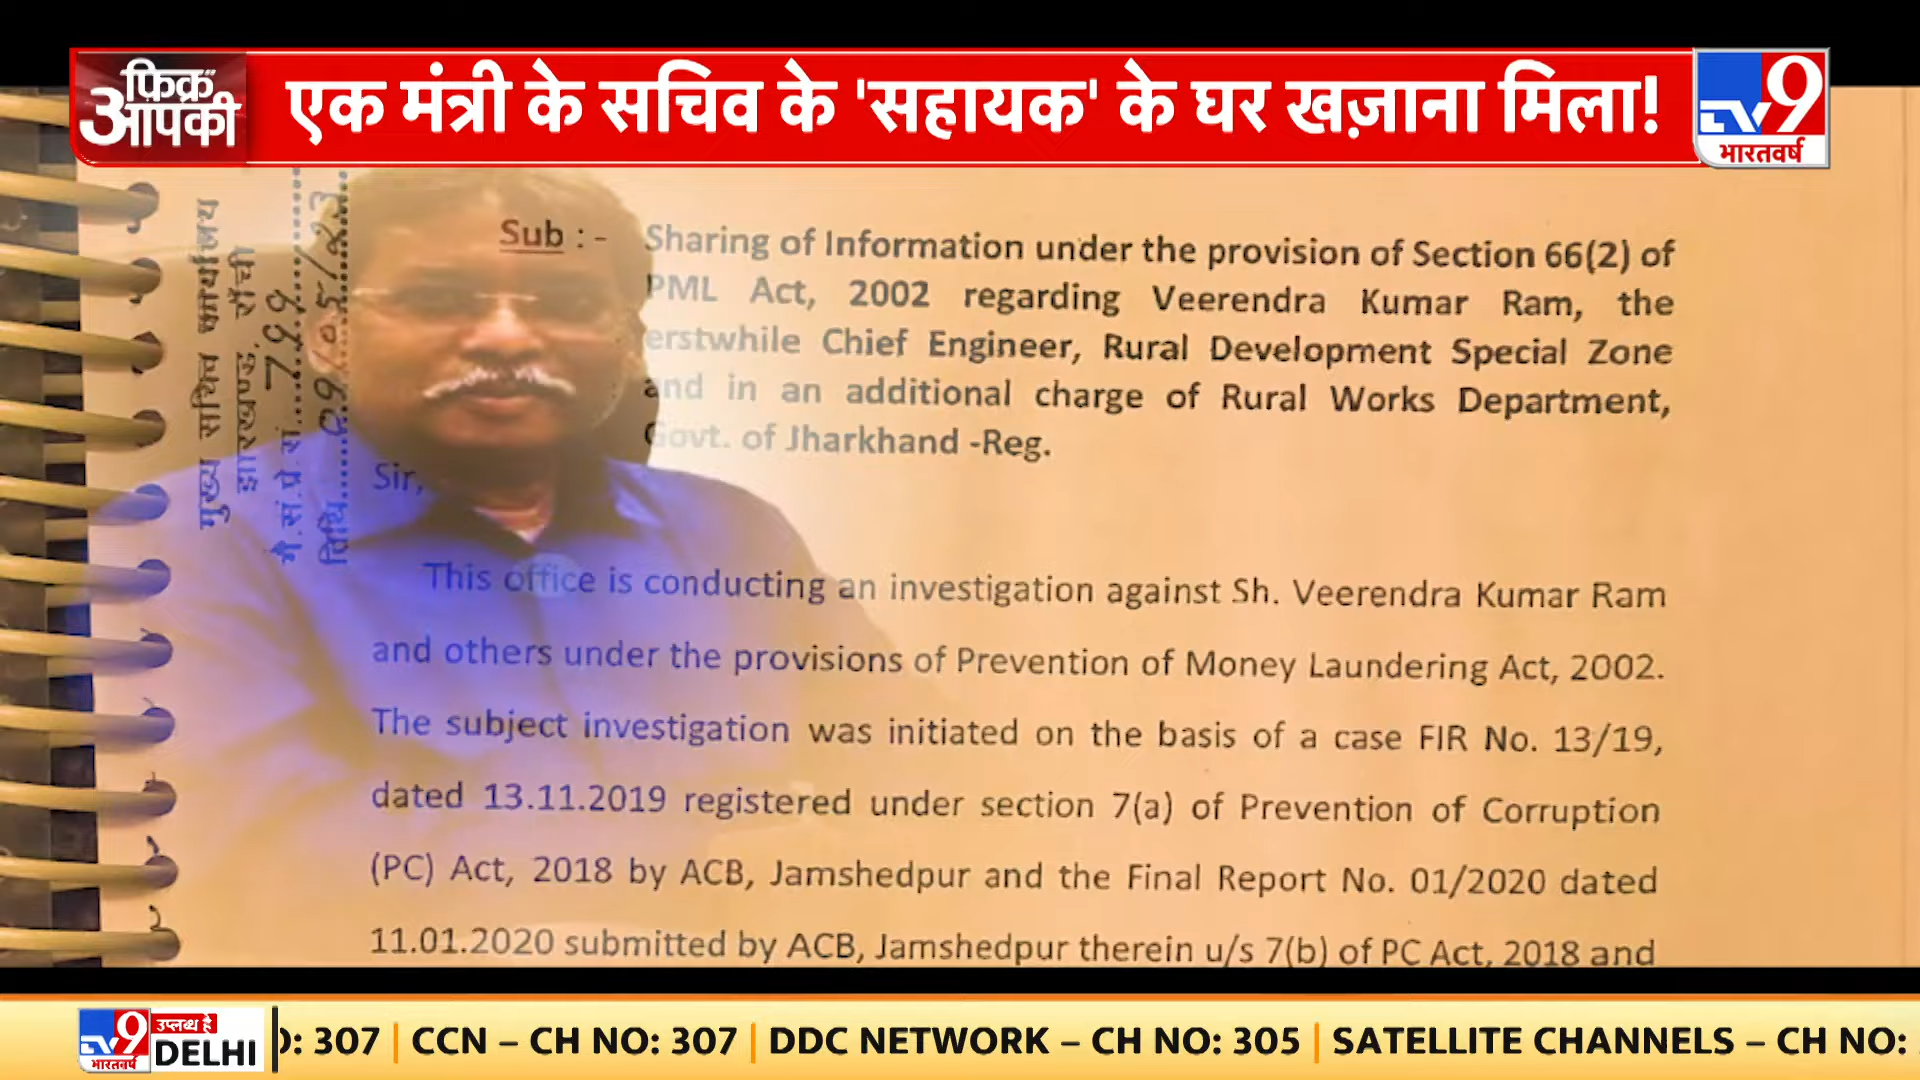 फ़िक्र
आपकी
एक मंत्री के सचिव के 'सहायक' के घर खज़ाना मिला!
TV9
भारतवर्ष
Sub : - Sharing of Information under the provision of Section 66(2) of
PML Act, 2002 regarding Veerendra Kumar Ram, the
erstwhile Chief Engineer, Rural Development Special Zone
and in an additional charge of Rural Works Department,
Govt. of Jharkhand -Reg.
Sir,
This office is conducting an investigation against Sh. Veerendra Kumar Ram
and others under the provisions of Prevention of Money Laundering Act, 2002.
The subject investigation was initiated on the basis of a case FIR No. 13/19,
dated 13.11.2019 registered under section 7(a) of Prevention of Corruption
(PC) Act, 2018 by ACB, Jamshedpur and the Final Report No. 01/2020 dated
11.01.2020 submitted by ACB, Jamshedpur therein u/s 7(b) of PC Act, 2018 and
झारखण्ड, राँची
तिथि
TV9
भारतवर्ष
उप्लब्ध है
DELHI
: 307 | CCN – CH NO: 307 | DDC NETWORK – CH NO: 305 | SATELLITE CHANNELS – CH NO: